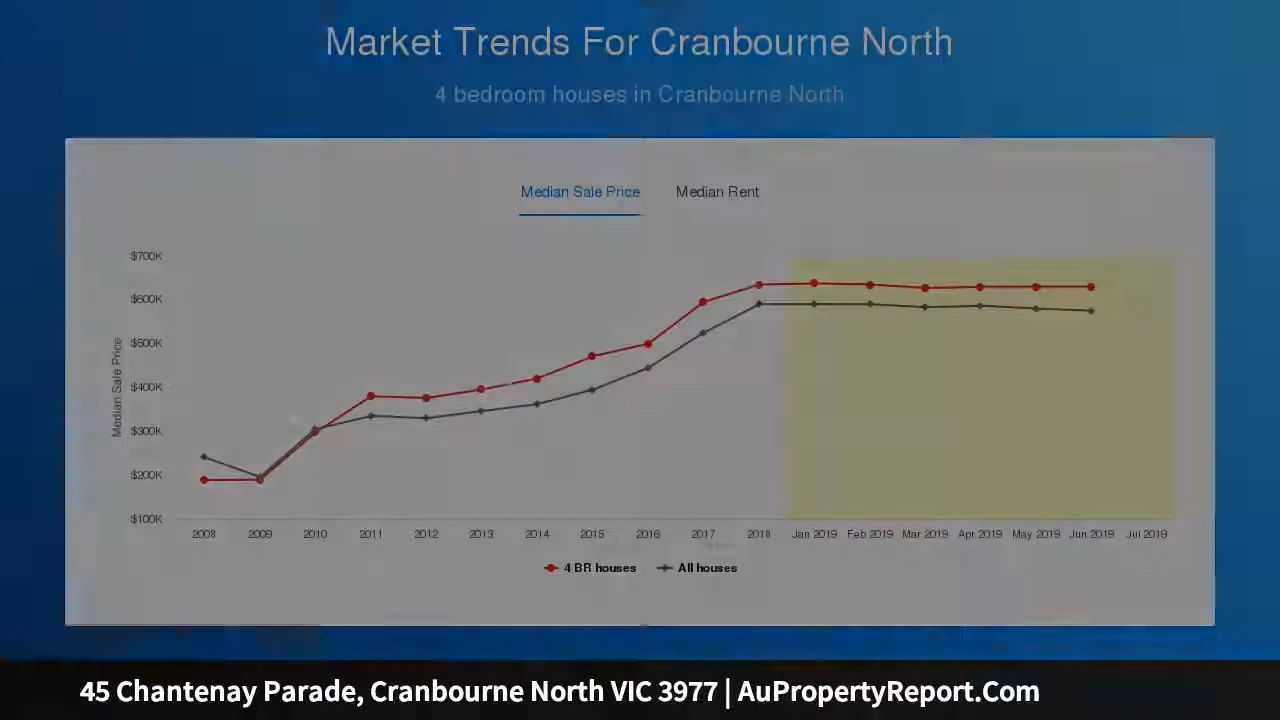 Market Trends For Cranbourne North
4 bedroom houses in Cranbourne North
Median Sale Price Median Rent
$700K
$600K
$500K
$400K
$300K
$200K
$100K
Median Sale Price
2008 2009 2010 2011 2012 2013 2014 2015 2016 2017 2018 Jan 2019 Feb 2019 Mar 2019 Apr 2019 May 2019 Jun 2019 Jul 2019
4 BR houses All houses
45 Chantenay Parade, Cranbourne North VIC 3977 | AuPropertyReport.Com